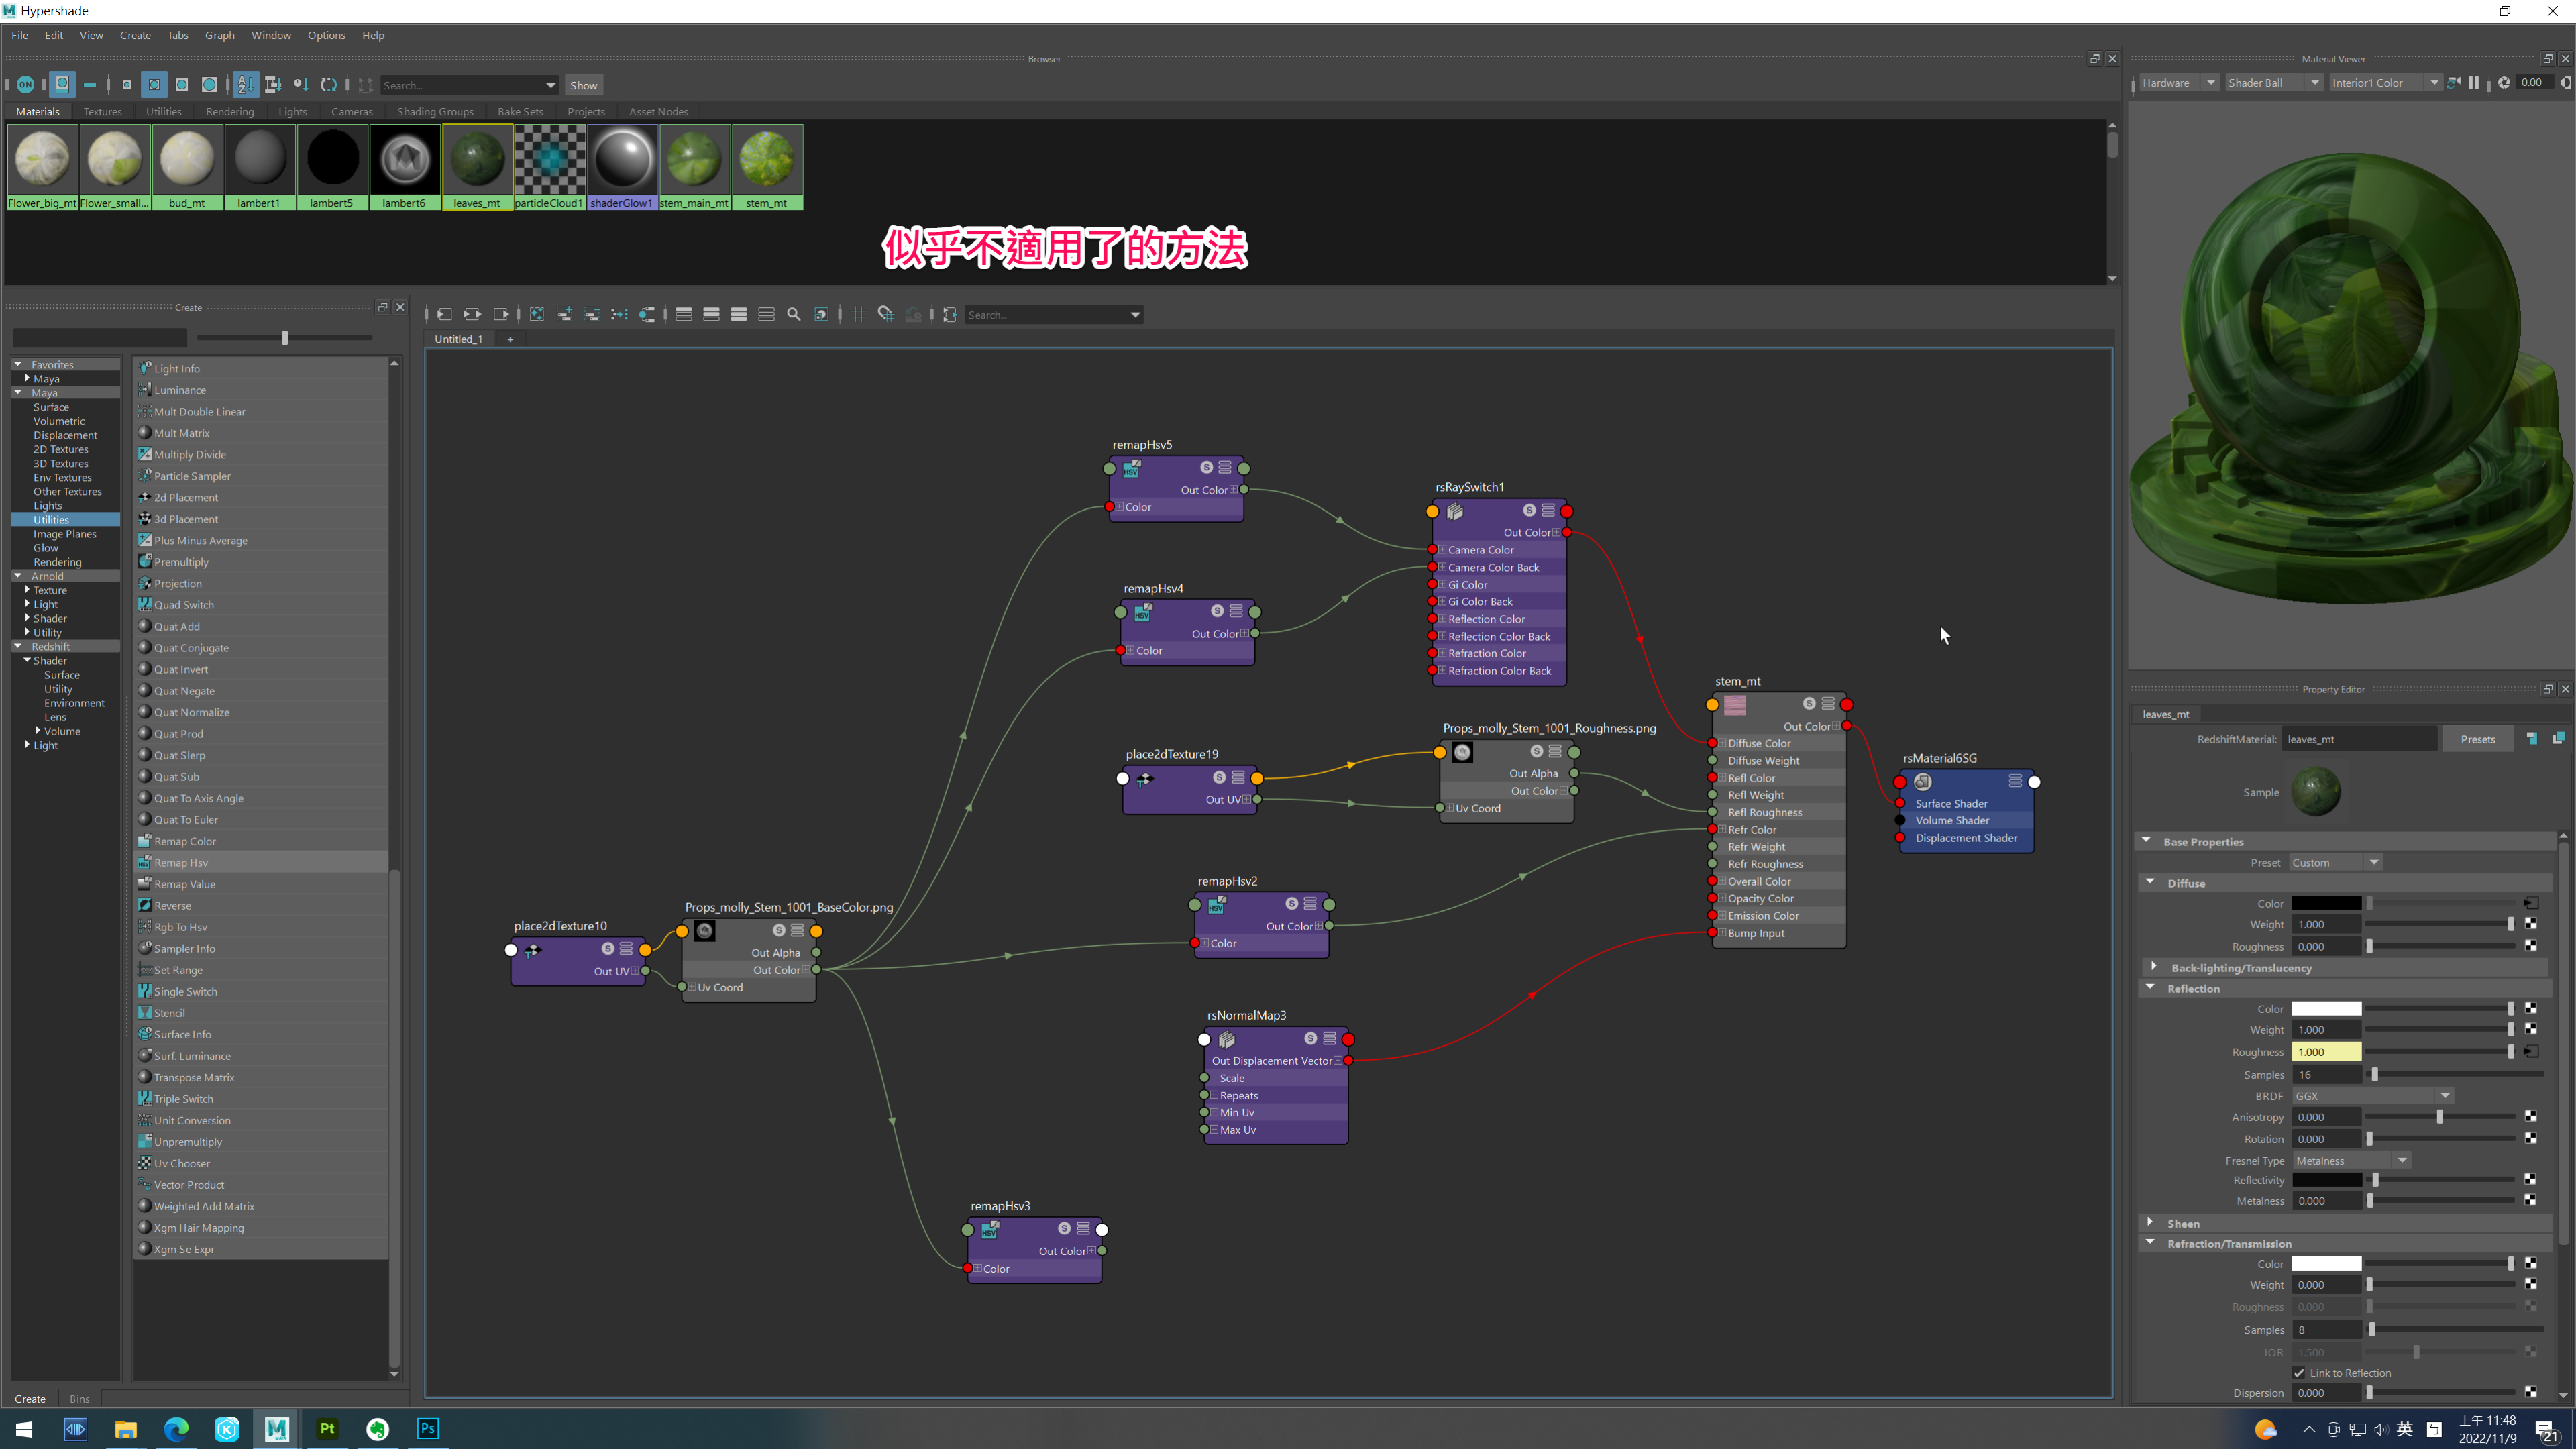 Hypershade
File Edit View Create Tabs Graph Window Options Help
Browser
ON
Search...
Show
Materials Textures Utilities Rendering Lights Cameras Shading Groups Bake Sets Projects Asset Nodes
Flower_big_mt Flower_small... bud_mt lambert1 lambert5 lambert6 leaves_mt particleCloud1 shaderGlow1 stem_main_mt stem_mt
似乎不適用了的方法
Create
Favorites
Maya
Maya
Surface
Volumetric
Displacement
2D Textures
3D Textures
Env Textures
Other Textures
Lights
Utilities
Image Planes
Glow
Rendering
Arnold
Texture
Light
Shader
Utility
Redshift
Shader
Surface
Utility
Environment
Lens
Volume
Light
Light Info
Luminance
Mult Double Linear
Mult Matrix
Multiply Divide
Particle Sampler
2d Placement
3d Placement
Plus Minus Average
Premultiply
Projection
Quad Switch
Quat Add
Quat Conjugate
Quat Invert
Quat Negate
Quat Normalize
Quat Prod
Quat Slerp
Quat Sub
Quat To Axis Angle
Quat To Euler
Remap Color
Remap Hsv
Remap Value
Reverse
Rgb To Hsv
Sampler Info
Set Range
Single Switch
Stencil
Surface Info
Surf. Luminance
Transpose Matrix
Triple Switch
Unit Conversion
Unpremultiply
Uv Chooser
Vector Product
Weighted Add Matrix
Xgm Hair Mapping
Xgm Se Expr
Create Bins
Search...
Untitled_1 +
remapHsv5
Out Color
Color
remapHsv4
Out Color
Color
rsRaySwitch1
Out Color
Camera Color
Camera Color Back
Gi Color
Gi Color Back
Reflection Color
Reflection Color Back
Refraction Color
Refraction Color Back
place2dTexture19
Out UV
Props_molly_Stem_1001_Roughness.png
Out Alpha
Out Color
Uv Coord
stem_mt
Out Color
Diffuse Color
Diffuse Weight
Refl Color
Refl Weight
Refl Roughness
Refr Color
Refr Weight
Refr Roughness
Overall Color
Opacity Color
Emission Color
Bump Input
rsMaterial6SG
Surface Shader
Volume Shader
Displacement Shader
place2dTexture10
Out UV
Props_molly_Stem_1001_BaseColor.png
Out Alpha
Out Color
Uv Coord
remapHsv2
Out Color
Color
rsNormalMap3
Out Displacement Vector
Scale
Repeats
Min Uv
Max Uv
remapHsv3
Out Color
Color
Material Viewer
Hardware Shader Ball Interior1 Color 0.00
Property Editor
leaves_mt
RedshiftMaterial: leaves_mt Presets
Sample
Base Properties
Preset Custom
Diffuse
Color
Weight 1.000
Roughness 0.000
Back-lighting/Translucency
Reflection
Color
Weight 1.000
Roughness 1.000
Samples 16
BRDF GGX
Anisotropy 0.000
Rotation 0.000
Fresnel Type Metalness
Reflectivity
Metalness 0.000
Sheen
Refraction/Transmission
Color
Weight 0.000
Roughness 0.000
Samples 8
IOR 1.500
Link to Reflection
Dispersion 0.000
Pt
Ps
英
上午 11:48
2022/11/9
21